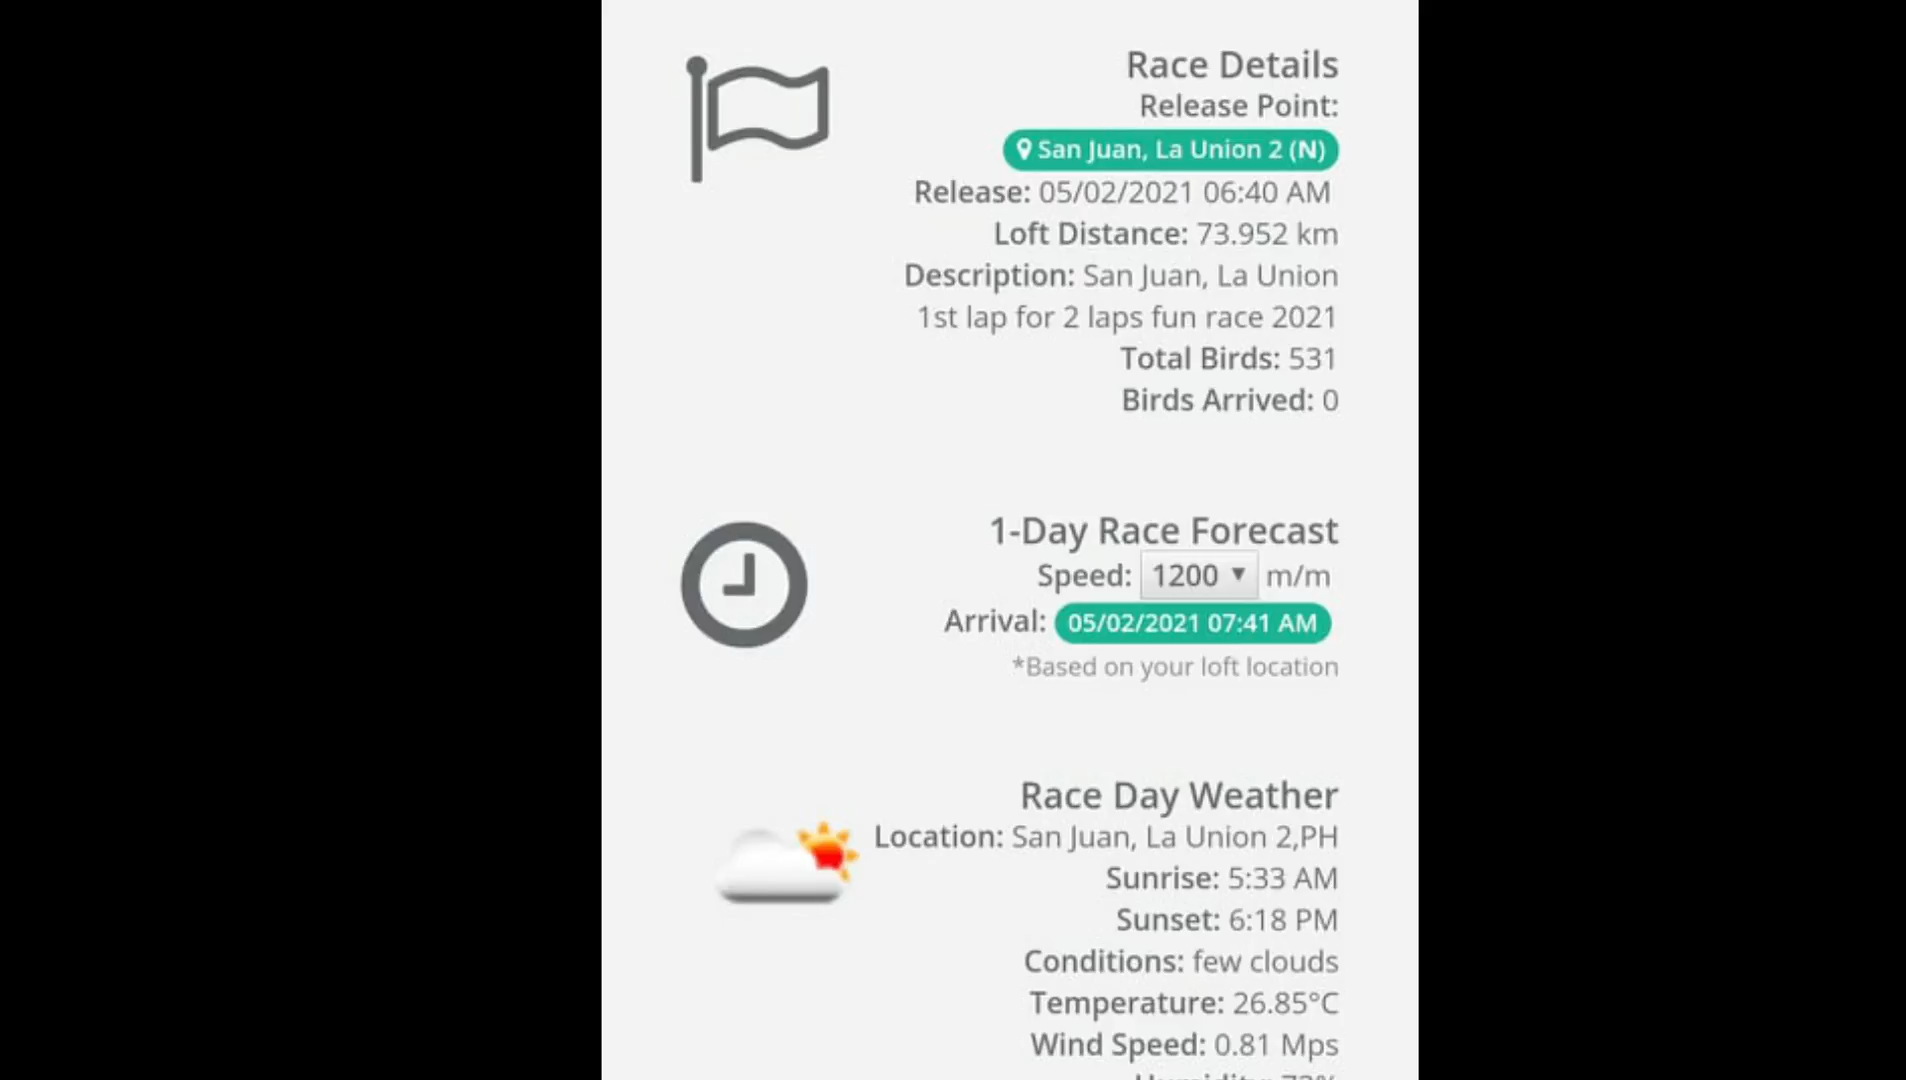 Race Details
Release Point:
San Juan, La Union 2 (N)
Release: 05/02/2021 06:40 AM
Loft Distance: 73.952 km
Description: San Juan, La Union
1st lap for 2 laps fun race 2021
Total Birds: 531
Birds Arrived: 0
1-Day Race Forecast
Speed: 1200 ▼ m/m
Arrival: 05/02/2021 07:41 AM
*Based on your loft location
Race Day Weather
Location: San Juan, La Union 2,PH
Sunrise: 5:33 AM
Sunset: 6:18 PM
Conditions: few clouds
Temperature: 26.85°C
Wind Speed: 0.81 Mps